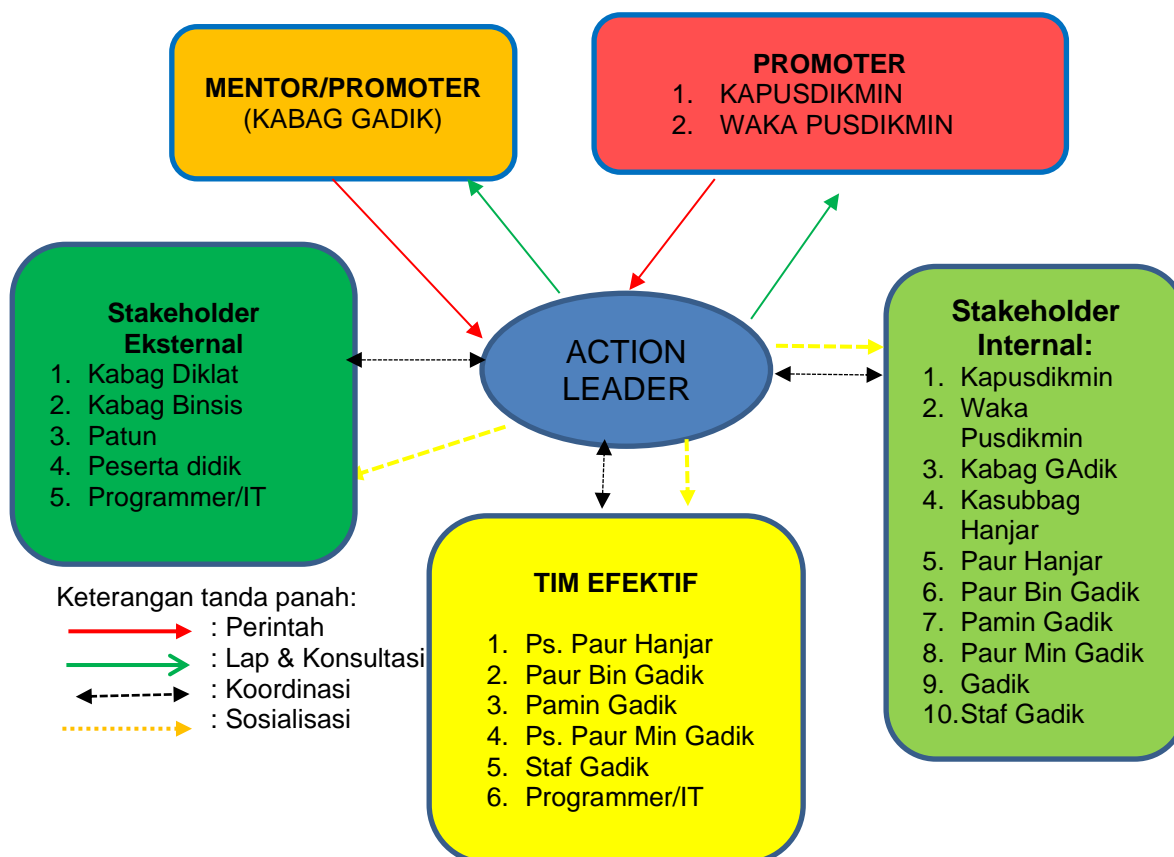 MENTOR/PROMOTER
(KABAG GADIK)
PROMOTER
1. KAPUSDIKMIN
2. WAKA PUSDIKMIN
Stakeholder
Eksternal
1. Kabag Diklat
2. Kabag Binsis
3. Patun
4. Peserta didik
5. Programmer/IT
ACTION
LEADER
Stakeholder
Internal:
1. Kapusdikmin
2. Waka
Pusdikmin
3. Kabag GAdik
4. Kasubbag
Hanjar
5. Paur Hanjar
6. Paur Bin Gadik
7. Pamin Gadik
8. Paur Min Gadik
9. Gadik
10. Staf Gadik
TIM EFEKTIF
1. Ps. Paur Hanjar
2. Paur Bin Gadik
3. Pamin Gadik
4. Ps. Paur Min Gadik
5. Staf Gadik
6. Programmer/IT
Keterangan tanda panah:
: Perintah
: Lap & Konsultasi
: Koordinasi
: Sosialisasi